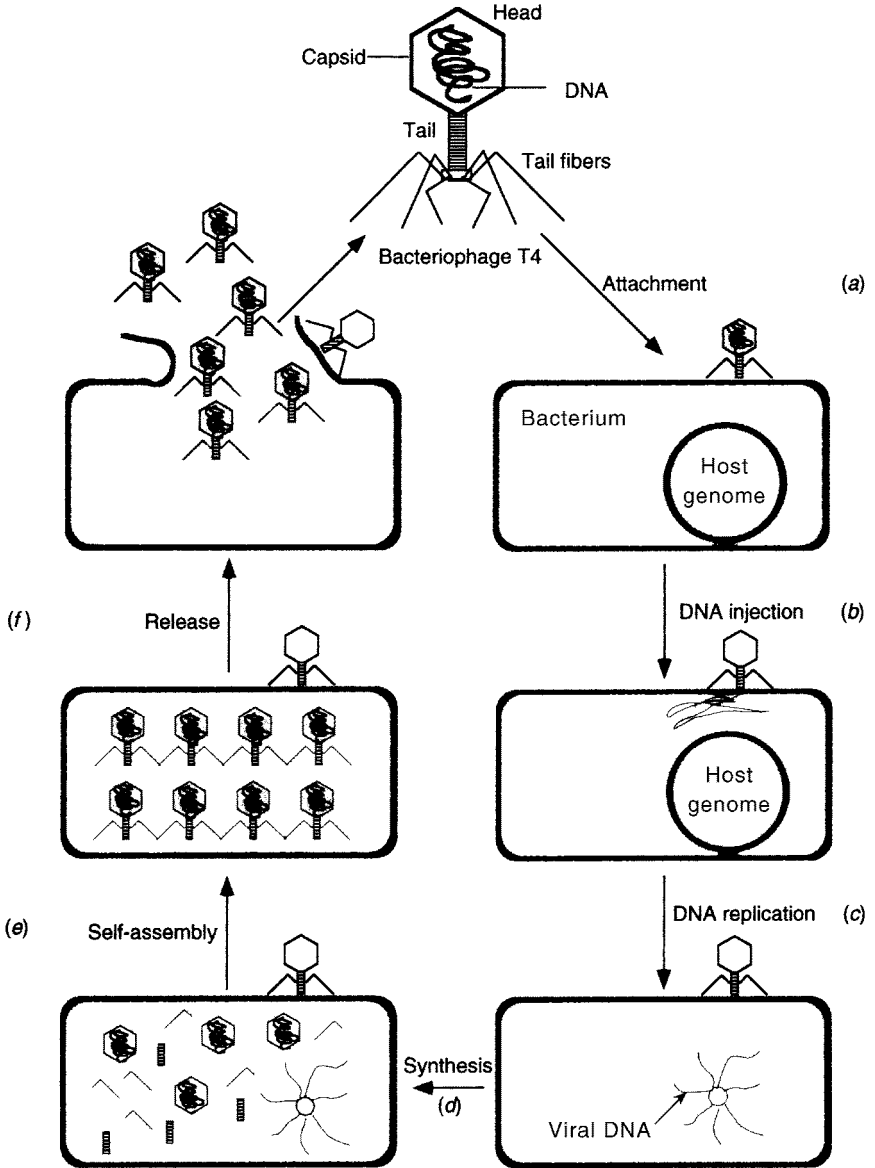 Head
Capsid
DNA
Tail
Tail fibers
Bacteriophage T4
Attachment
(a)
Bacterium
Host
genome
DNA injection
(b)
Host
genome
DNA replication
(c)
Viral DNA
Synthesis
(d)
Self-assembly
(e)
Release
(f)